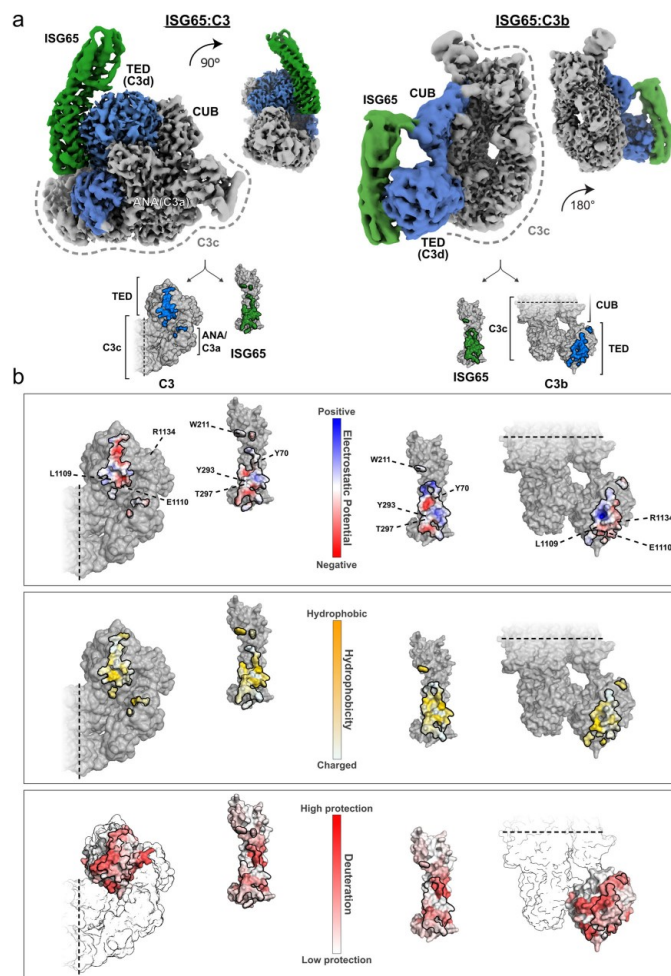 a
ISG65:C3
ISG65:C3b
ISG65
90°
TED
(C3d)
CUB
ANA(C3a)
C3c
TED
C3c
ANA/
C3a
ISG65
C3
ISG65
CUB
C3c
TED
(C3d)
180°
C3c
CUB
TED
ISG65
C3b
b
R1134
L1109
E1110
W211
Y70
Y293
T297
Positive
Electrostatic Potential
Negative
W211
Y70
Y293
T297
R1134
L1109
E1110
Hydrophobic
Hydrophobicity
Charged
High protection
Deuteration
Low protection